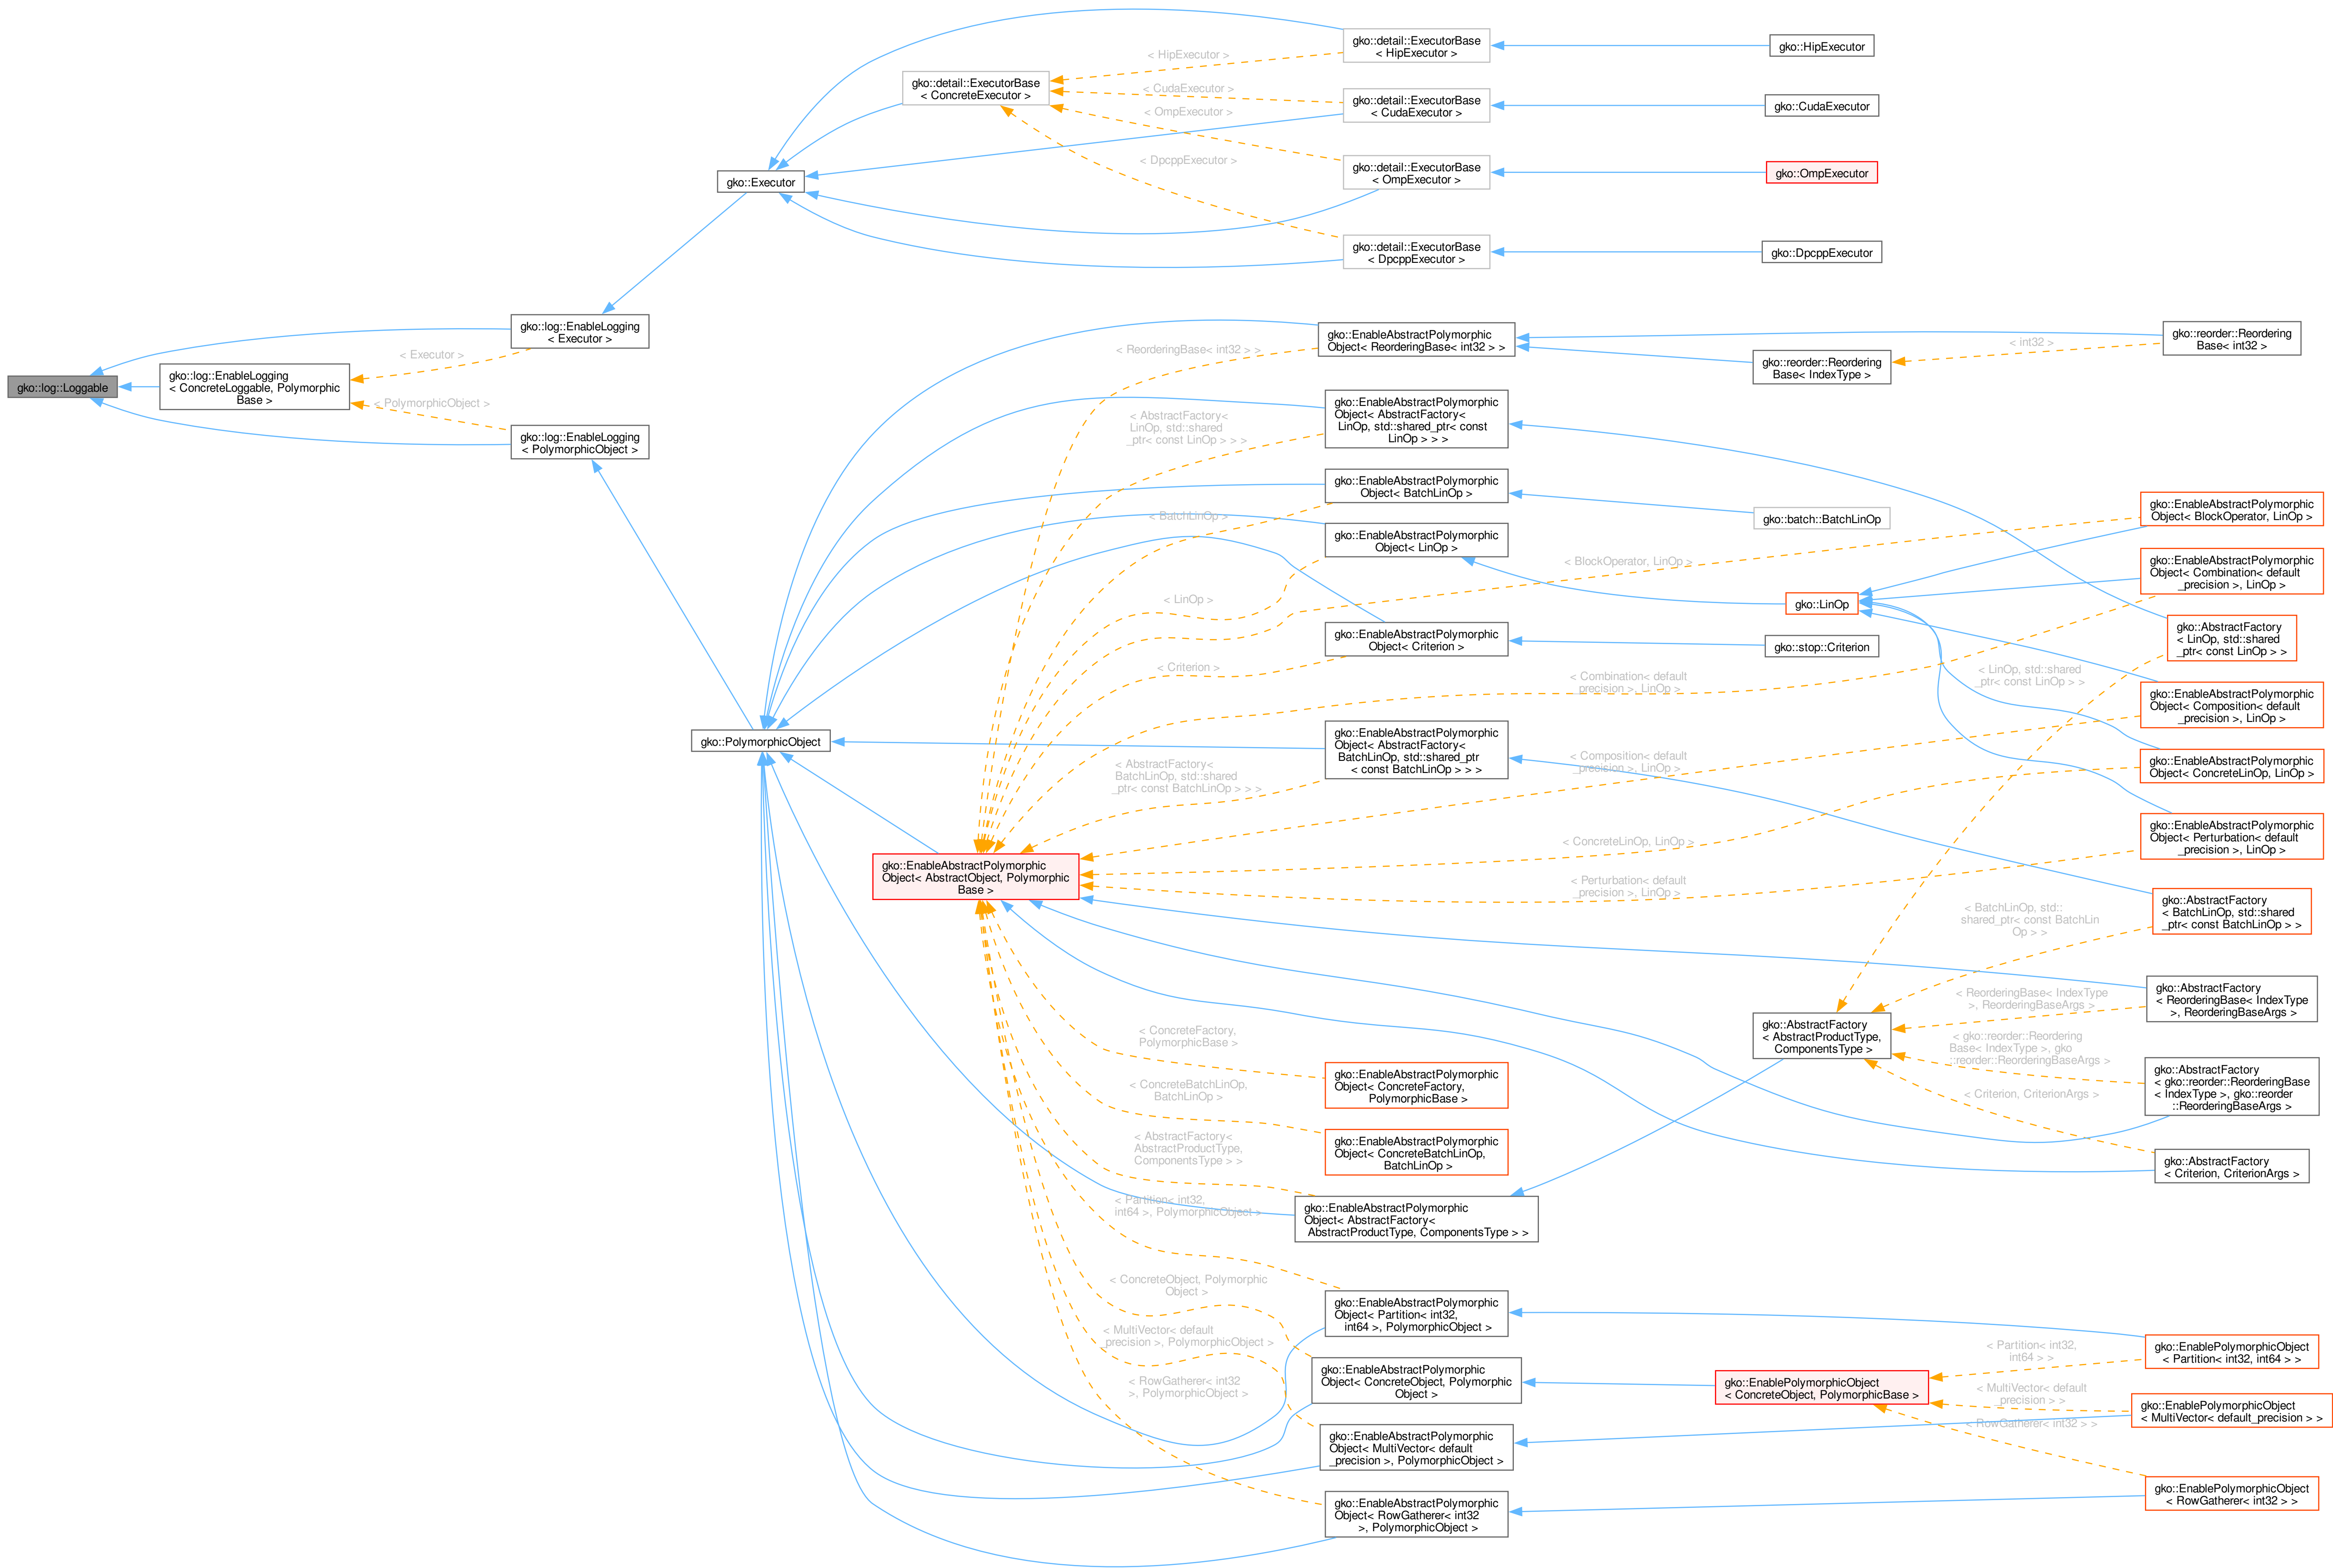 gko::log::Loggable
gko::log::EnableLogging
< ConcreteLoggable, Polymorphic
Base >
< Executor >
< PolymorphicObject >
gko::log::EnableLogging
< Executor >
gko::log::EnableLogging
< PolymorphicObject >
gko::Executor
gko::PolymorphicObject
gko::detail::ExecutorBase
< ConcreteExecutor >
< HipExecutor >
< CudaExecutor >
< OmpExecutor >
< DpcppExecutor >
gko::detail::ExecutorBase
< HipExecutor >
gko::detail::ExecutorBase
< CudaExecutor >
gko::detail::ExecutorBase
< OmpExecutor >
gko::detail::ExecutorBase
< DpcppExecutor >
gko::HipExecutor
gko::CudaExecutor
gko::OmpExecutor
gko::DpcppExecutor
gko::EnableAbstractPolymorphic
Object< AbstractObject, Polymorphic
Base >
< ReorderingBase< int32 > >
< AbstractFactory<
LinOp, std::shared
_ptr< const LinOp > > >
< BatchLinOp >
< LinOp >
< Criterion >
< AbstractFactory<
BatchLinOp, std::shared
_ptr< const BatchLinOp > > >
< ConcreteFactory,
PolymorphicBase >
< ConcreteBatchLinOp,
BatchLinOp >
< AbstractFactory<
AbstractProductType,
ComponentsType > >
< Partition< int32,
int64 >, PolymorphicObject >
< ConcreteObject, Polymorphic
Object >
< MultiVector< default
_precision >, PolymorphicObject >
< RowGatherer< int32
>, PolymorphicObject >
gko::EnableAbstractPolymorphic
Object< ReorderingBase< int32 > >
gko::EnableAbstractPolymorphic
Object< AbstractFactory<
LinOp, std::shared_ptr< const
LinOp > > >
gko::EnableAbstractPolymorphic
Object< BatchLinOp >
gko::EnableAbstractPolymorphic
Object< LinOp >
gko::EnableAbstractPolymorphic
Object< Criterion >
gko::EnableAbstractPolymorphic
Object< AbstractFactory<
BatchLinOp, std::shared_ptr
< const BatchLinOp > > >
gko::EnableAbstractPolymorphic
Object< ConcreteFactory,
PolymorphicBase >
gko::EnableAbstractPolymorphic
Object< ConcreteBatchLinOp,
BatchLinOp >
gko::EnableAbstractPolymorphic
Object< AbstractFactory<
AbstractProductType, ComponentsType > >
gko::EnableAbstractPolymorphic
Object< Partition< int32,
int64 >, PolymorphicObject >
gko::EnableAbstractPolymorphic
Object< ConcreteObject, Polymorphic
Object >
gko::EnableAbstractPolymorphic
Object< MultiVector< default
_precision >, PolymorphicObject >
gko::EnableAbstractPolymorphic
Object< RowGatherer< int32
>, PolymorphicObject >
< BlockOperator, LinOp >
< Combination< default
_precision >, LinOp >
< Composition< default
_precision >, LinOp >
< ConcreteLinOp, LinOp >
< Perturbation< default
_precision >, LinOp >
gko::reorder::Reordering
Base< IndexType >
< int32 >
gko::batch::BatchLinOp
gko::LinOp
gko::stop::Criterion
gko::AbstractFactory
< AbstractProductType,
ComponentsType >
gko::EnablePolymorphicObject
< ConcreteObject, PolymorphicBase >
< LinOp, std::shared
_ptr< const LinOp > >
< BatchLinOp, std::
shared_ptr< const BatchLin
Op > >
< ReorderingBase< IndexType
>, ReorderingBaseArgs >
< gko::reorder::Reordering
Base< IndexType >, gko
::reorder::ReorderingBaseArgs >
< Criterion, CriterionArgs >
< Partition< int32,
int64 > >
< MultiVector< default
_precision > >
< RowGatherer< int32 > >
gko::reorder::Reordering
Base< int32 >
gko::EnableAbstractPolymorphic
Object< BlockOperator, LinOp >
gko::EnableAbstractPolymorphic
Object< Combination< default
_precision >, LinOp >
gko::AbstractFactory
< LinOp, std::shared
_ptr< const LinOp > >
gko::EnableAbstractPolymorphic
Object< Composition< default
_precision >, LinOp >
gko::EnableAbstractPolymorphic
Object< ConcreteLinOp, LinOp >
gko::EnableAbstractPolymorphic
Object< Perturbation< default
_precision >, LinOp >
gko::AbstractFactory
< BatchLinOp, std::shared
_ptr< const BatchLinOp > >
gko::AbstractFactory
< ReorderingBase< IndexType
>, ReorderingBaseArgs >
gko::AbstractFactory
< gko::reorder::ReorderingBase
< IndexType >, gko::reorder
::ReorderingBaseArgs >
gko::AbstractFactory
< Criterion, CriterionArgs >
gko::EnablePolymorphicObject
< Partition< int32, int64 > >
gko::EnablePolymorphicObject
< MultiVector< default_precision > >
gko::EnablePolymorphicObject
< RowGatherer< int32 > >